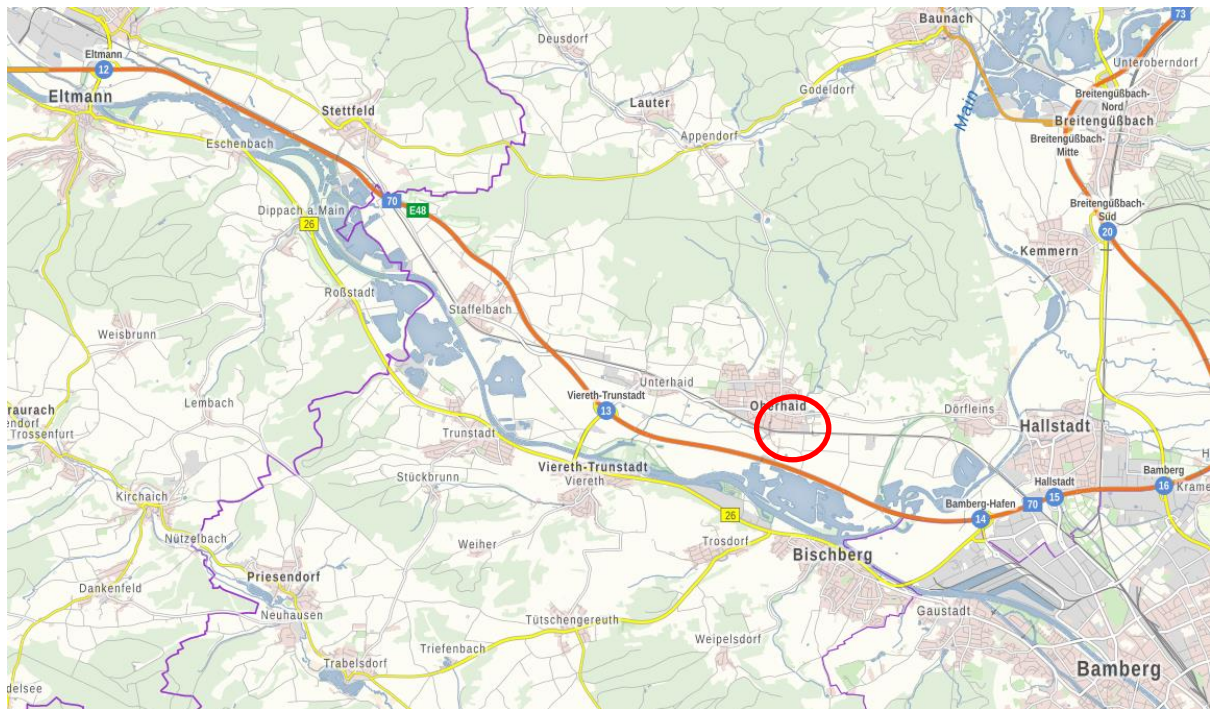 73
Baunach
Deusdorf
Eltmann
12
Unteroberndorf
Godeldorf
Breitengüßbach-
Nord
Eltmann
Lauter
Stettfeld
Main
Breitengüßbach
Appendorf
Breitengüßbach-
Mitte
Eschenbach
70
E48
Breitengüßbach-
Süd
20
Dippach a.Main
26
Kemmern
Roßstadt
Staffelbach
Weisbrunn
Unterhaid
Viereth-Trunstadt
13
Lembach
Oberhaid
Dörfleins
Trossenfurt
Trunstadt
Hallstadt
Viereth-Trunstadt
Viereth
Stückbrunn
Bamberg
16
Hallstadt
15
Kirchaich
Bamberg-Hafen
70
14
26
Nützelbach
Weiher
Trosdorf
Bischberg
Priesendorf
Dankenfeld
Neuhausen
Gaustadt
Tütschengereuth
Weipelsdorf
Triefenbach
Trabelsdorf
Bamberg